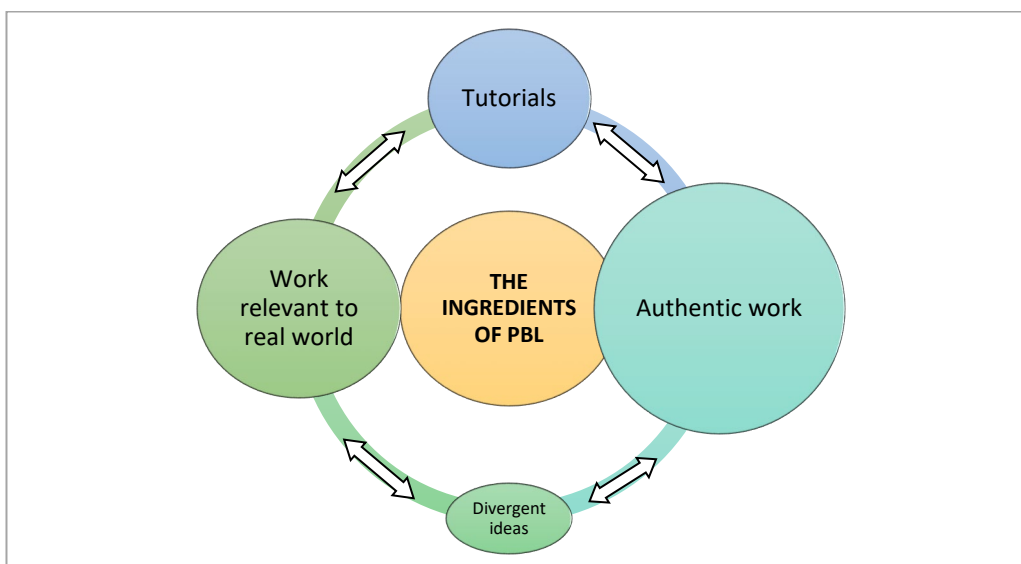 Tutorials
Work
relevant to
real world
THE
INGREDIENTS
OF PBL
Authentic work
Divergent
ideas